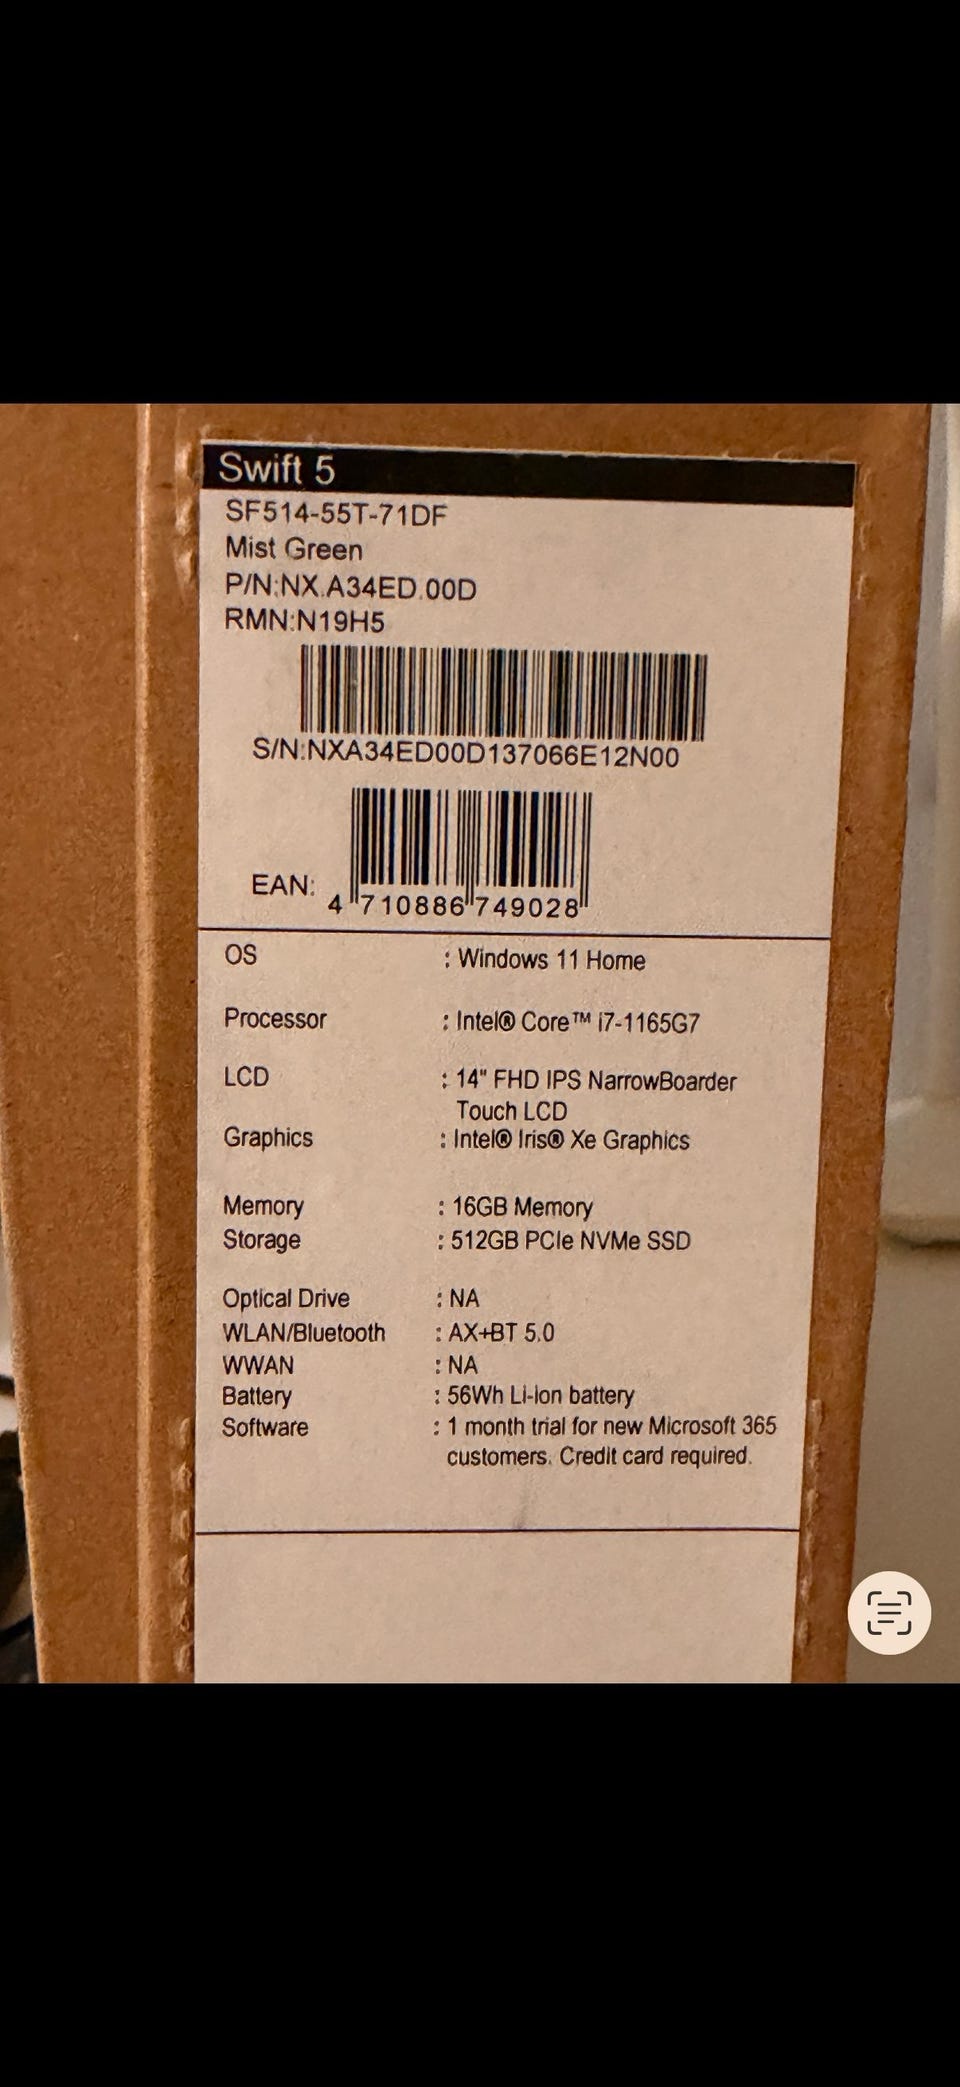 Swift 5
SF514-55T-71DF
Mist Green
P/N:NX.A34ED.00D
RMN:N19H5
S/N:NXA34ED00D137066E12N00
EAN: 4 710886 749028
OS : Windows 11 Home
Processor : Intel® Core™ i7-1165G7
LCD : 14" FHD IPS NarrowBoarder
Touch LCD
Graphics : Intel® Iris® Xe Graphics
Memory : 16GB Memory
Storage : 512GB PCIe NVMe SSD
Optical Drive : NA
WLAN/Bluetooth : AX+BT 5.0
WWAN : NA
Battery : 56Wh Li-ion battery
Software : 1 month trial for new Microsoft 365
customers. Credit card required.